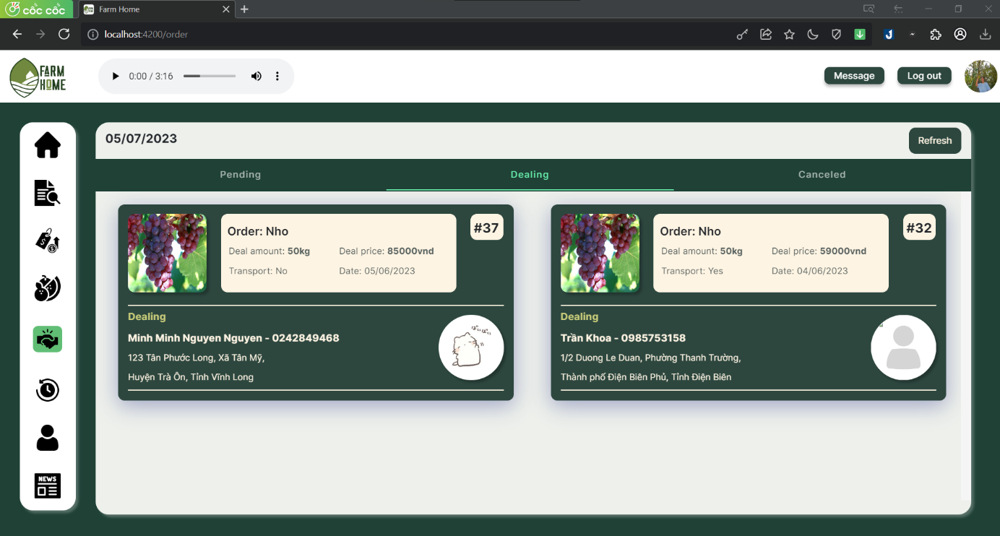 cốc cốc
Farm Home
localhost:4200/order
FARM
HOME
0:00 / 3:16
Message
Log out
05/07/2023
Refresh
Pending
Dealing
Canceled
Order: Nho
#37
Deal amount: 50kg
Deal price: 85000vnd
Transport: No
Date: 05/06/2023
Dealing
Minh Minh Nguyen Nguyen - 0242849468
123 Tân Phước Long, Xã Tân Mỹ,
Huyện Trà Ôn, Tỉnh Vĩnh Long
Order: Nho
#32
Deal amount: 50kg
Deal price: 59000vnd
Transport: Yes
Date: 04/06/2023
Dealing
Trần Khoa - 0985753158
1/2 Duong Le Duan, Phường Thanh Trường,
Thành phố Điện Biên Phủ, Tỉnh Điện Biên
NEWS